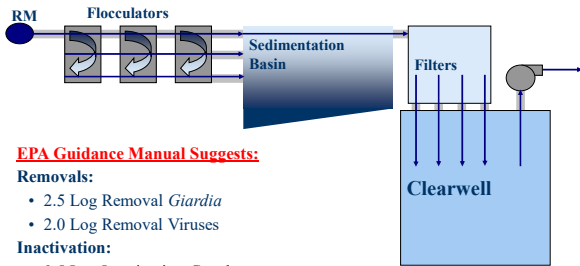 RM
Flocculators
Sedimentation
Basin
Filters
Clearwell
EPA Guidance Manual Suggests:
Removals:
• 2.5 Log Removal Giardia
• 2.0 Log Removal Viruses
Inactivation: